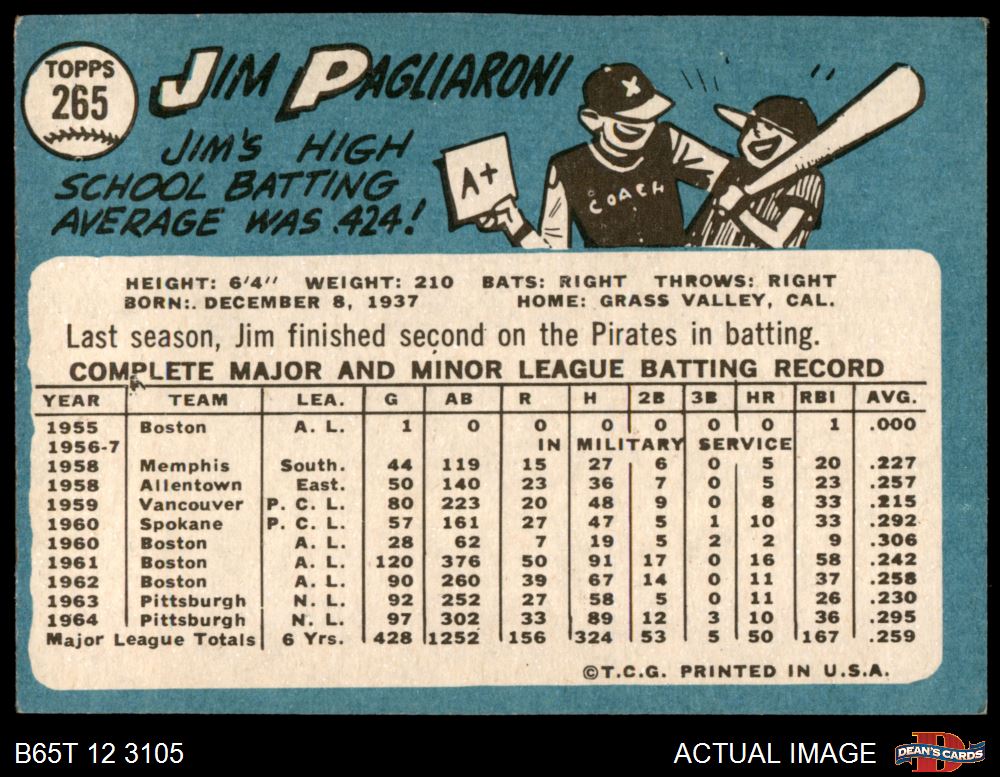 TOPPS
265
JIM PAGLIARONI
JIM'S HIGH
SCHOOL BATTING
AVERAGE WAS .424!
A+
X
COACH
HEIGHT: 6'4" WEIGHT: 210 BATS: RIGHT THROWS: RIGHT
BORN: DECEMBER 8, 1937 HOME: GRASS VALLEY, CAL.
Last season, Jim finished second on the Pirates in batting.
COMPLETE MAJOR AND MINOR LEAGUE BATTING RECORD
YEAR TEAM LEA. G AB R H 2B 3B HR RBI AVG.
1955 Boston A. L. 1 0 0 0 0 0 0 1 .000
1956-7 IN MILITARY SERVICE
1958 Memphis South. 44 119 15 27 6 0 5 20 .227
1958 Allentown East. 50 140 23 36 7 0 5 23 .257
1959 Vancouver P. C. L. 80 223 20 48 9 0 8 33 .215
1960 Spokane P. C. L. 57 161 27 47 5 1 10 33 .292
1960 Boston A. L. 28 62 7 19 5 2 2 9 .306
1961 Boston A. L. 120 376 50 91 17 0 16 58 .242
1962 Boston A. L. 90 260 39 67 14 0 11 37 .258
1963 Pittsburgh N. L. 92 252 27 58 5 0 11 26 .230
1964 Pittsburgh N. L. 97 302 33 89 12 3 10 36 .295
Major League Totals 6 Yrs. 428 1252 156 324 53 5 50 167 .259
©T.C.G. PRINTED IN U.S.A.
B65T 12 3105 ACTUAL IMAGE D DEAN'S CARDS